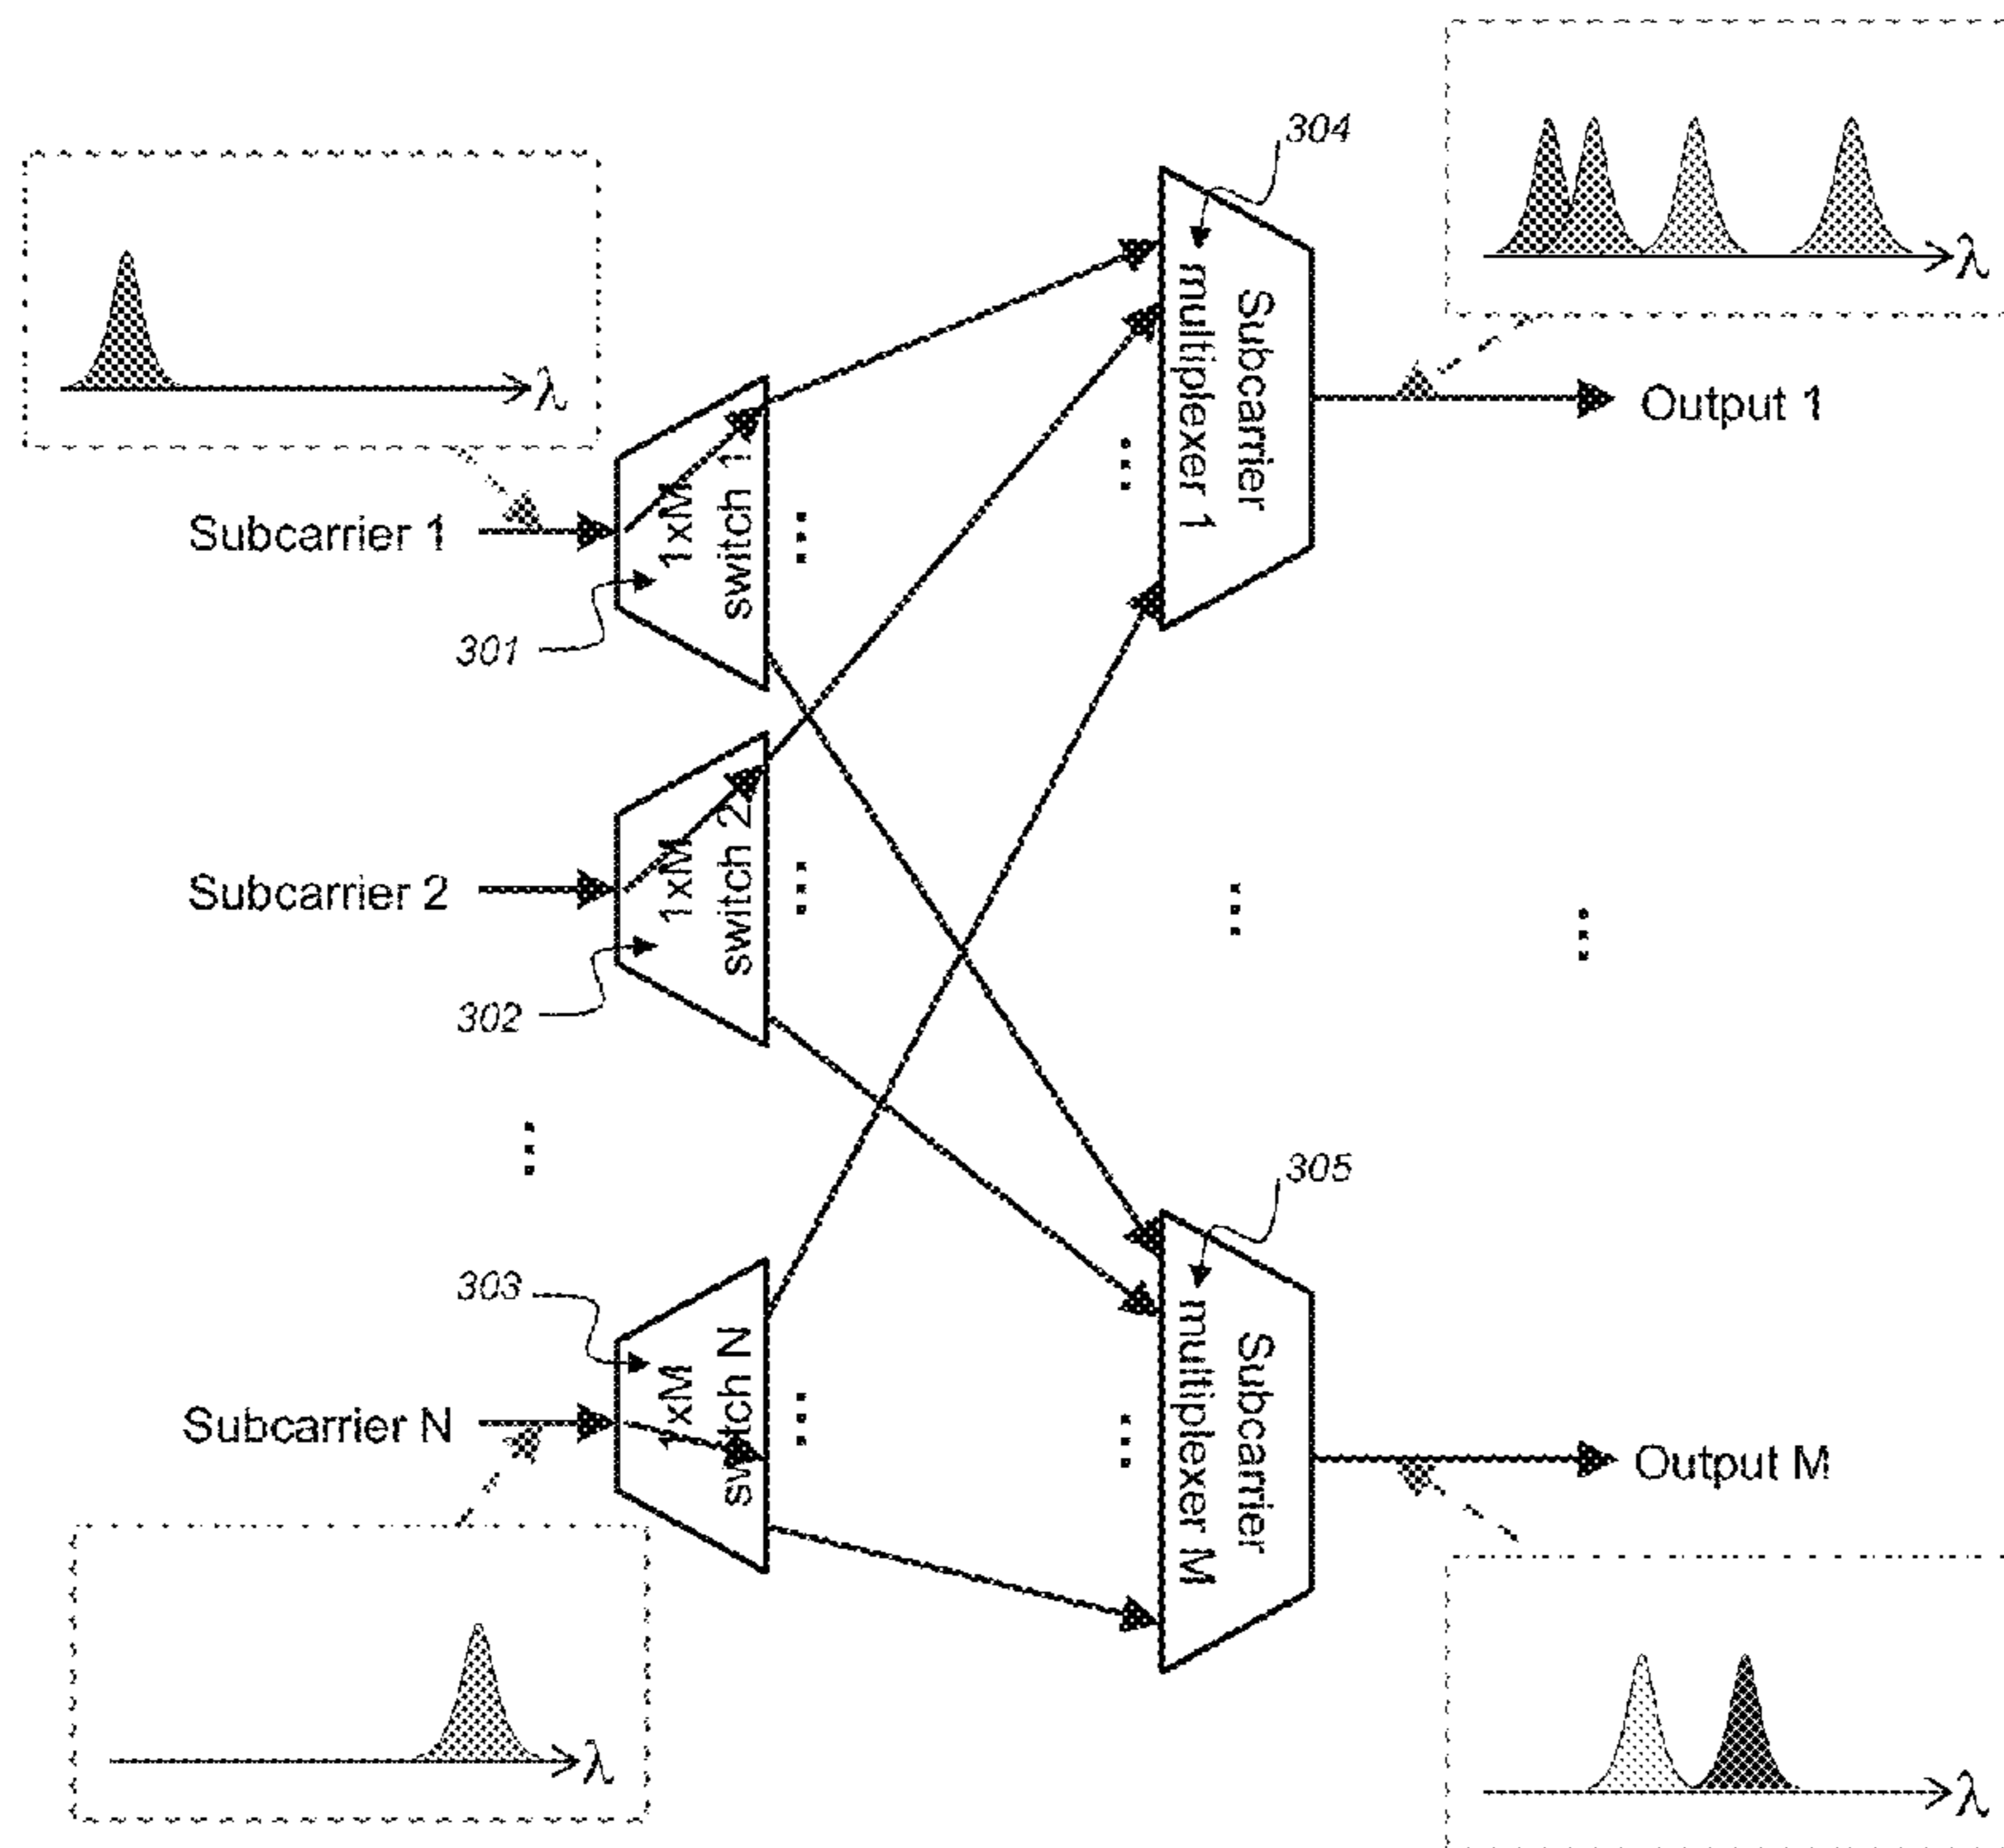 304
λ
λ
Subcarrier
multiplexer 1
Output 1
Subcarrier 1
1xM
switch 1
301
Subcarrier 2
1xM
switch 2
302
305
303
Subcarrier N
1xM
switch N
Subcarrier
multiplexer M
Output M
λ
λ